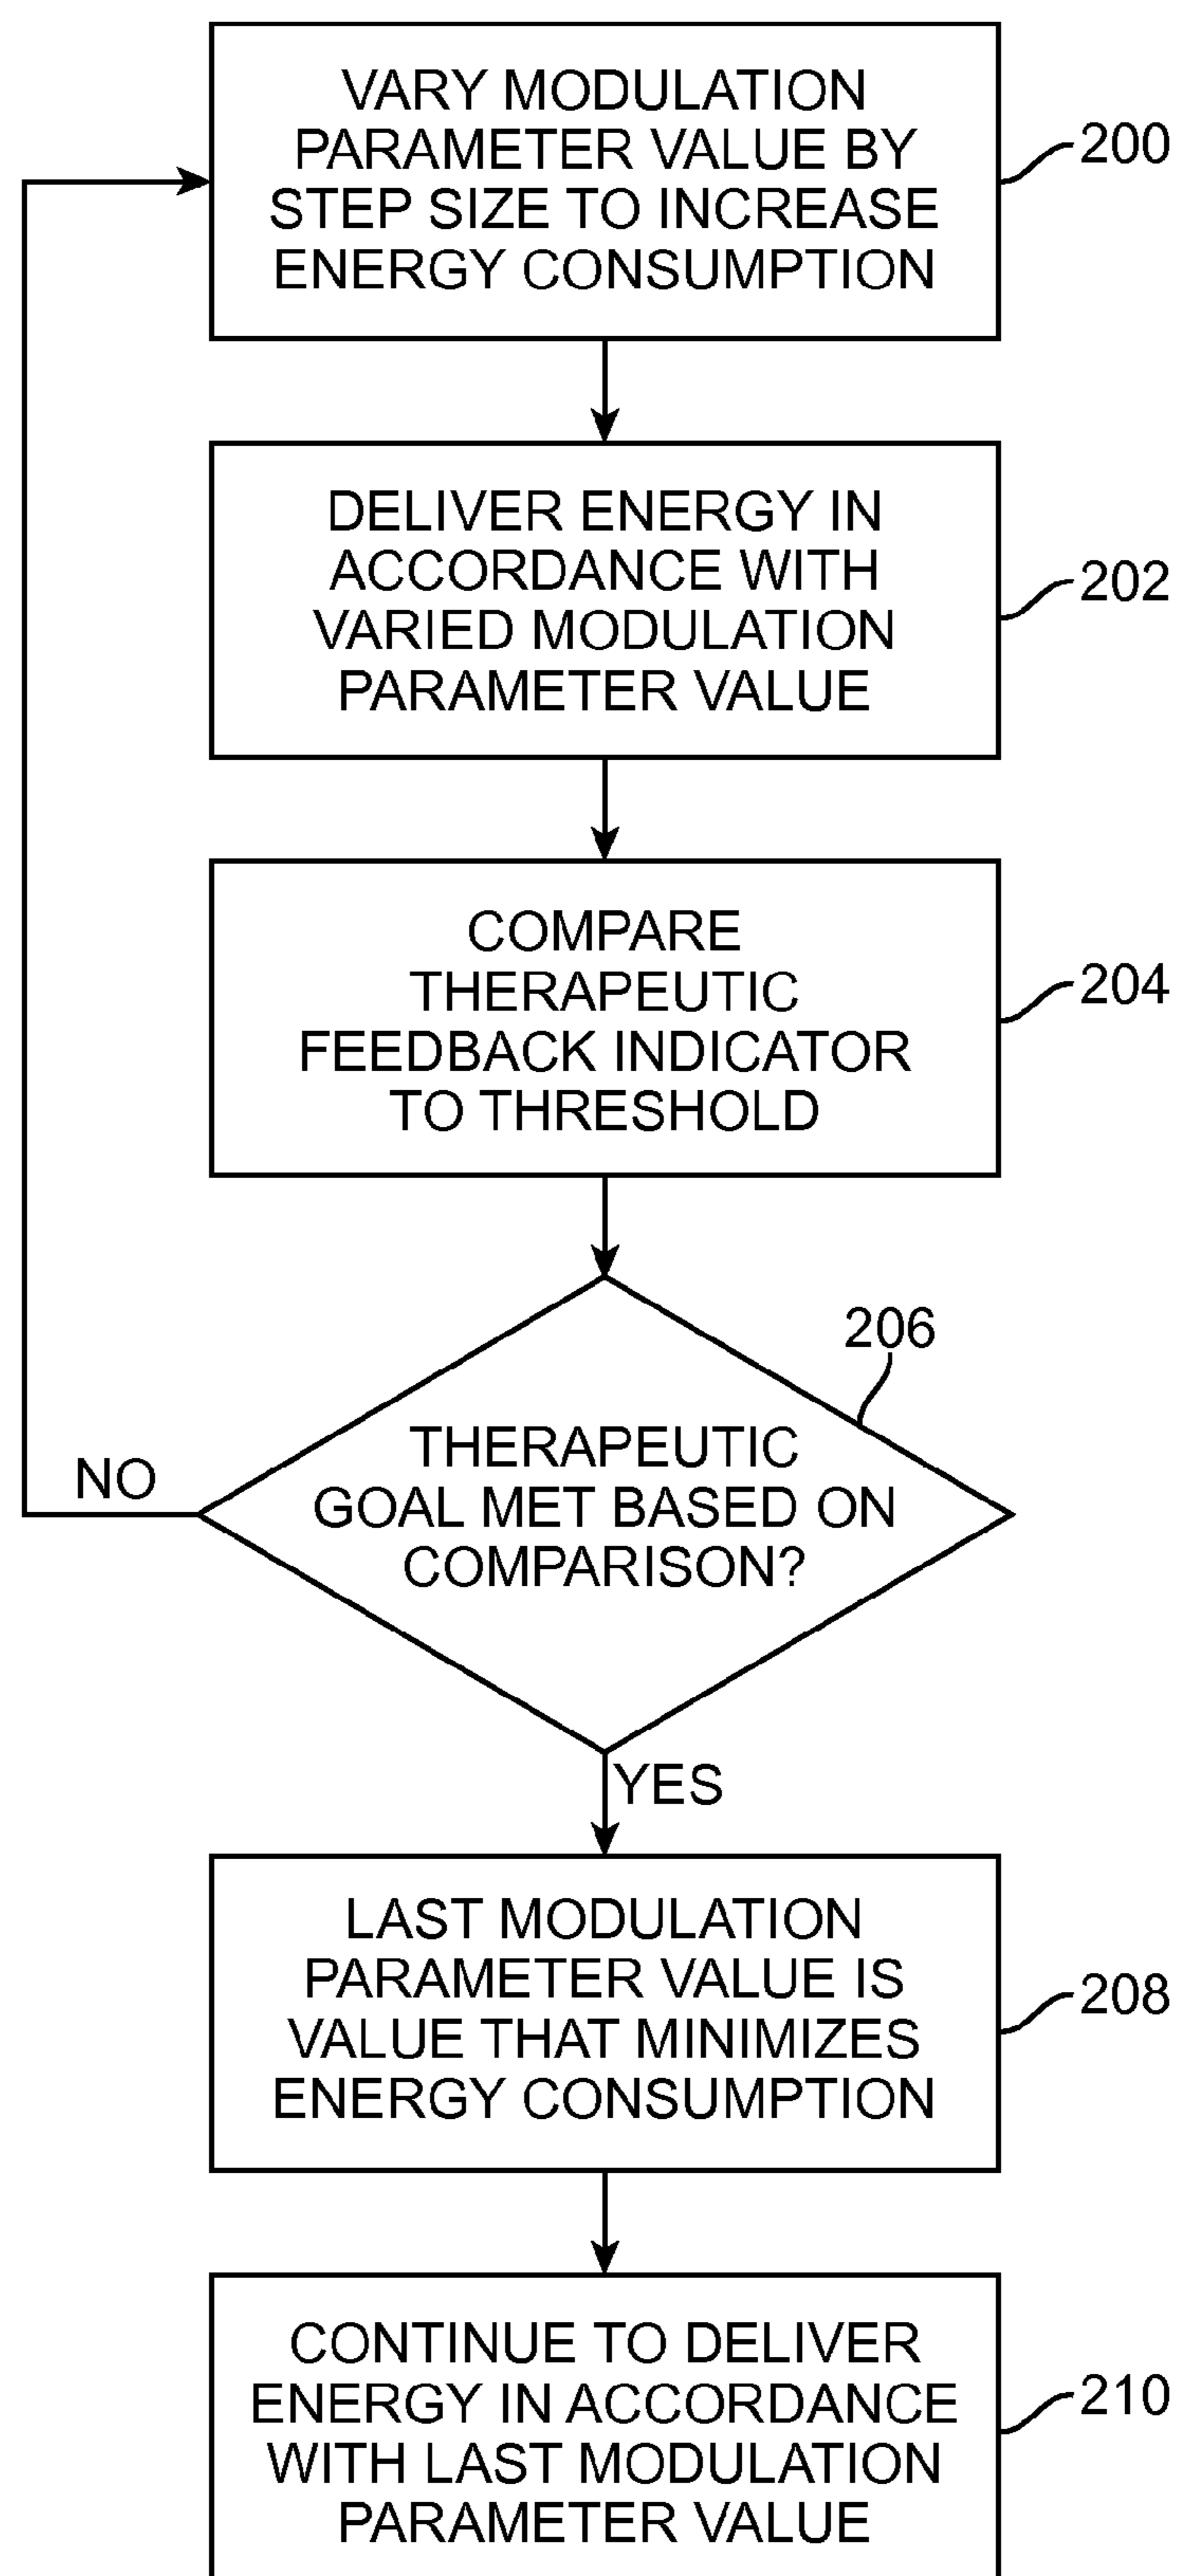 VARY MODULATION
PARAMETER VALUE BY
STEP SIZE TO INCREASE
ENERGY CONSUMPTION
200
DELIVER ENERGY IN
ACCORDANCE WITH
VARIED MODULATION
PARAMETER VALUE
202
COMPARE
THERAPEUTIC
FEEDBACK INDICATOR
TO THRESHOLD
204
206
THERAPEUTIC
GOAL MET BASED ON
COMPARISON?
NO
YES
LAST MODULATION
PARAMETER VALUE IS
VALUE THAT MINIMIZES
ENERGY CONSUMPTION
208
CONTINUE TO DELIVER
ENERGY IN ACCORDANCE
WITH LAST MODULATION
PARAMETER VALUE
210